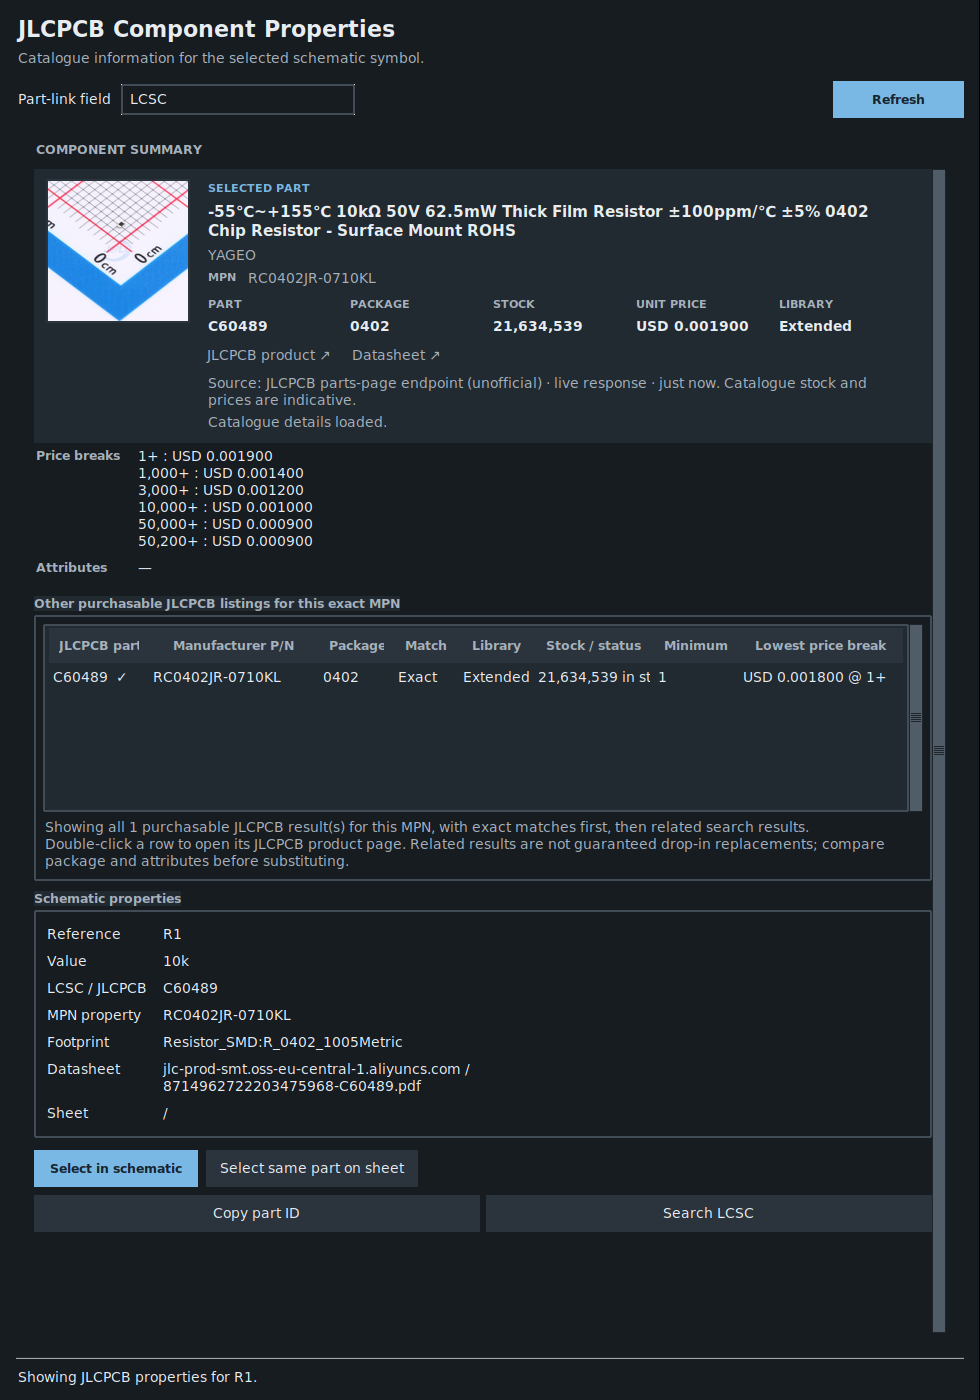 JLCPCB Component Properties
Catalogue information for the selected schematic symbol.
Part-link field LCSC Refresh
COMPONENT SUMMARY
SELECTED PART
-55℃~+155℃ 10kΩ 50V 62.5mW Thick Film Resistor ±100ppm/℃ ±5% 0402
Chip Resistor - Surface Mount ROHS
YAGEO
MPN RC0402JR-0710KL
PART PACKAGE STOCK UNIT PRICE LIBRARY
C60489 0402 21,634,539 USD 0.001900 Extended
JLCPCB product ↗ Datasheet ↗
Source: JLCPCB parts-page endpoint (unofficial) · live response · just now. Catalogue stock and
prices are indicative.
Catalogue details loaded.
m
0 cm
0 cm
Price breaks 1+ : USD 0.001900
1,000+ : USD 0.001400
3,000+ : USD 0.001200
10,000+ : USD 0.001000
50,000+ : USD 0.000900
50,200+ : USD 0.000900
Attributes —
Other purchasable JLCPCB listings for this exact MPN
JLCPCB part Manufacturer P/N Package Match Library Stock / status Minimum Lowest price break
C60489 ✓ RC0402JR-0710KL 0402 Exact Extended 21,634,539 in st 1 USD 0.001800 @ 1+
Showing all 1 purchasable JLCPCB result(s) for this MPN, with exact matches first, then related search results.
Double-click a row to open its JLCPCB product page. Related results are not guaranteed drop-in replacements; compare
package and attributes before substituting.
Schematic properties
Reference R1
Value 10k
LCSC / JLCPCB C60489
MPN property RC0402JR-0710KL
Footprint Resistor_SMD:R_0402_1005Metric
Datasheet jlc-prod-smt.oss-eu-central-1.aliyuncs.com /
8714962722203475968-C60489.pdf
Sheet /
Select in schematic Select same part on sheet
Copy part ID Search LCSC
Showing JLCPCB properties for R1.